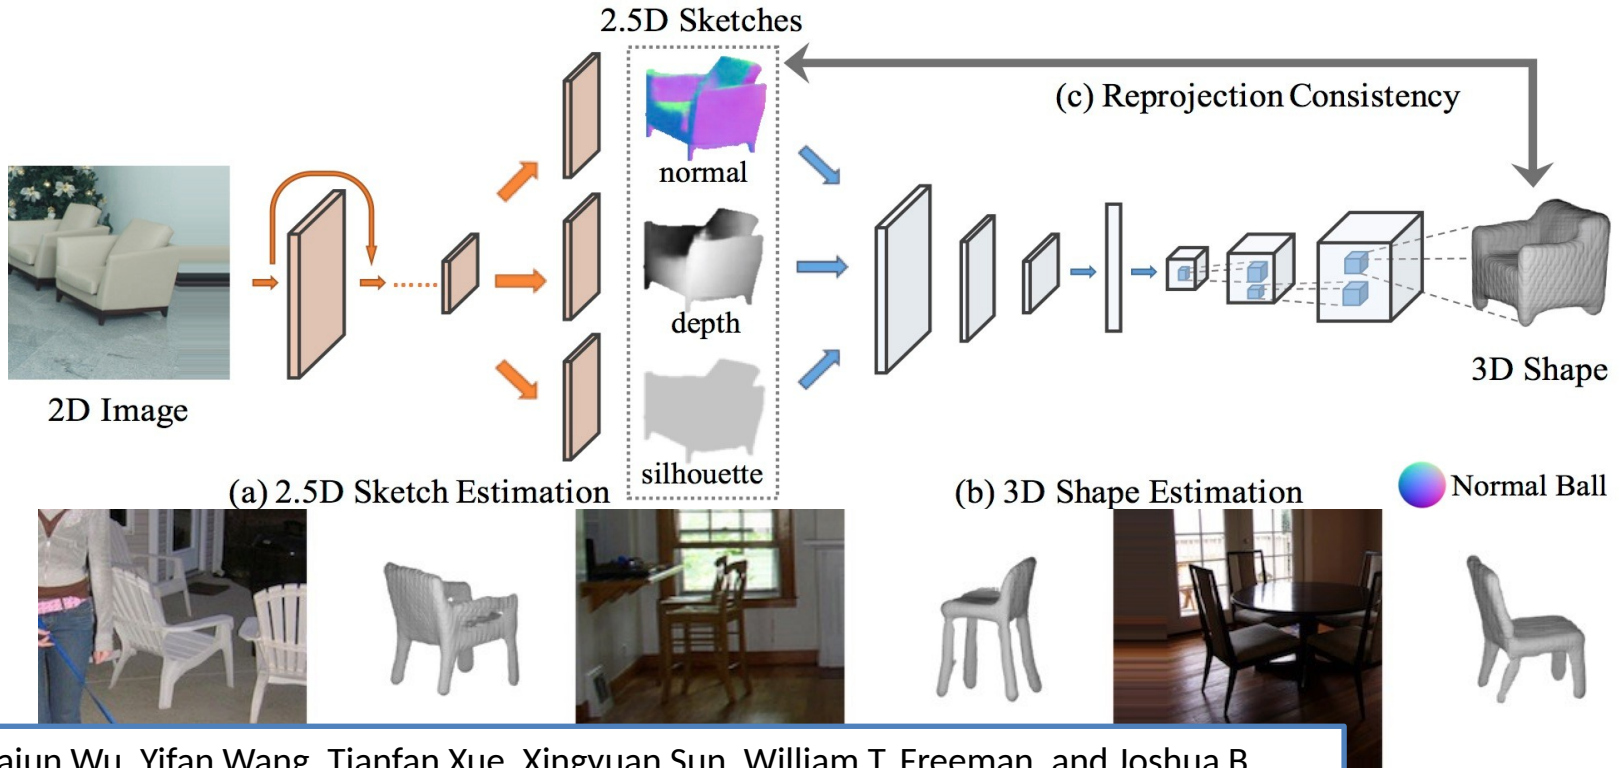 2.5D Sketches
(c) Reprojection Consistency
normal
depth
silhouette
2D Image
3D Shape
(a) 2.5D Sketch Estimation
(b) 3D Shape Estimation
Normal Ball
Wu, Yifan Wang, Tianfan Xue, Xingyuan Sun, William T. Freeman, and Joshua B.